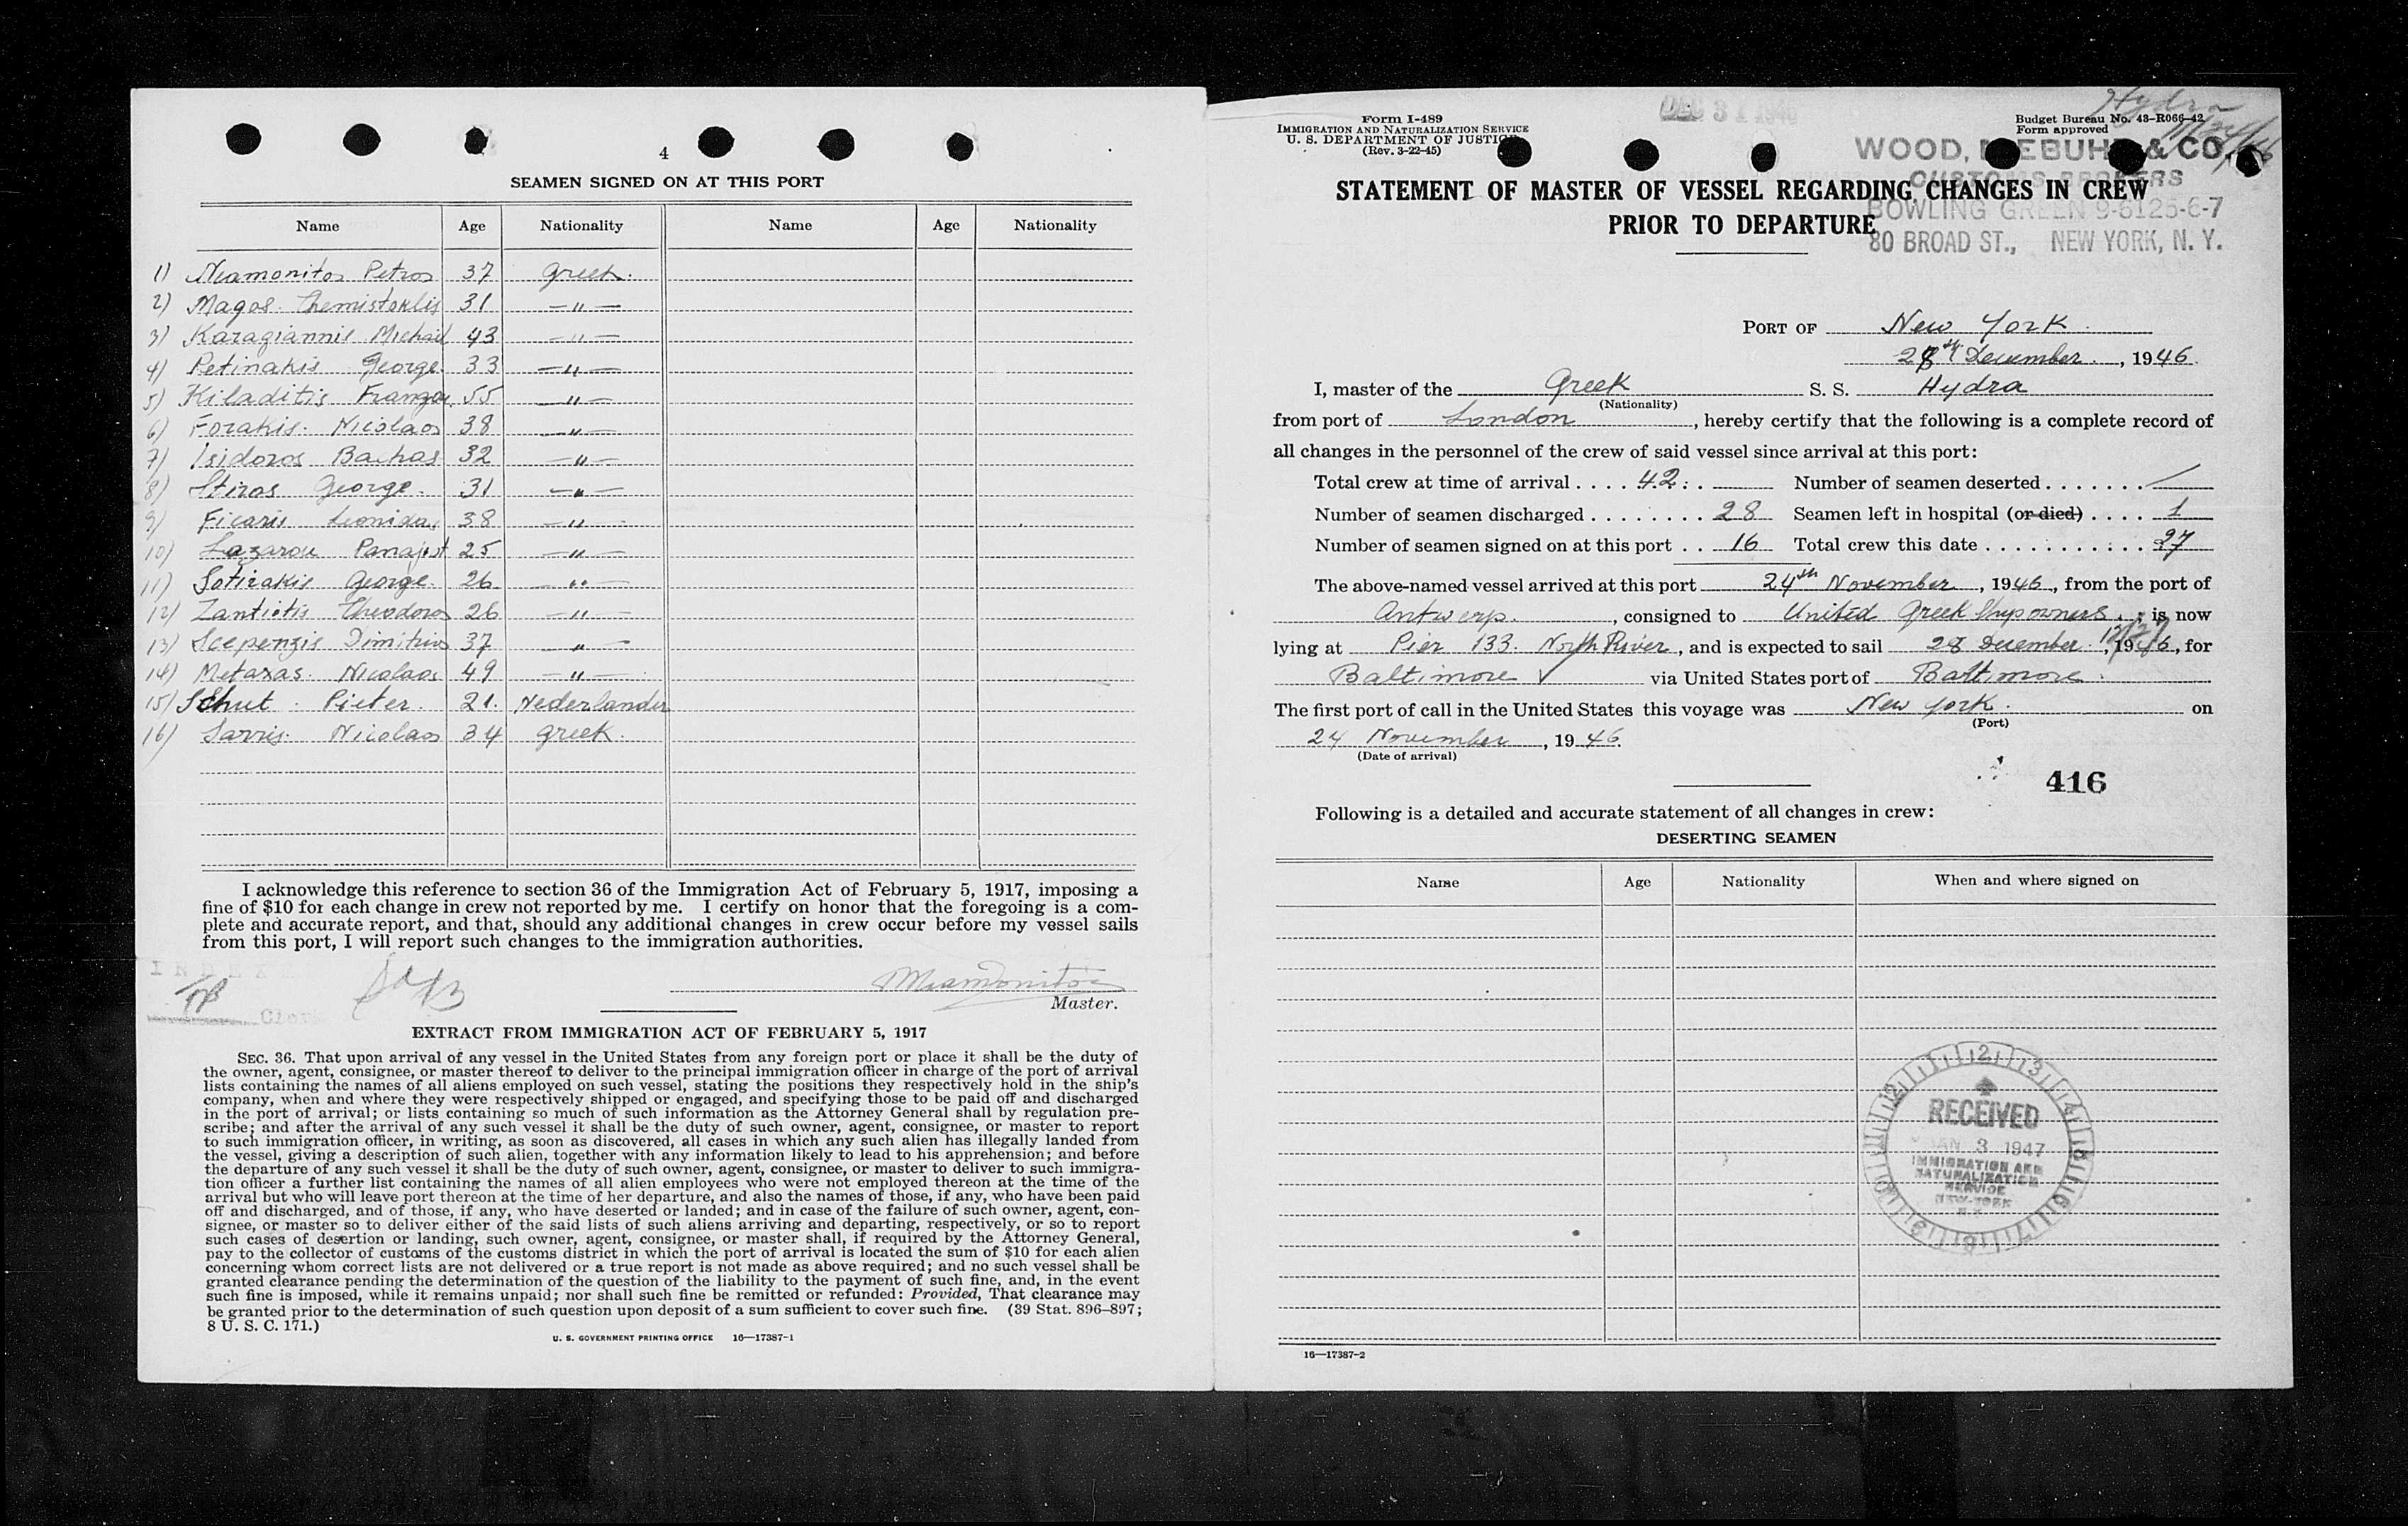 4
SEAMEN SIGNED ON AT THIS PORT
Name Age Nationality Name Age Nationality
1) Miamonitos Petros 37 Greek.
2) Magos. Themistoklis 31 —"—
3) Karagiannis Michail 43 —"—
4) Petinakis George 33 —"—
5) Kiladitis 55 —"—
6) Forakis. Nicolaos 38 —"—
7) Isidoros Bachas 32 —"—
8) Stiras George. 31 —"—
9) Ficaris Leonidas 38 —"—
10) Lazarou Panajot 25 —"—
11) Sotirakis George. 26 —"—
12) Zantiotis Theodoros 26 —"—
13) Dimitrios 37 —"—
14) Metaxas. Nicolaos 49 —"—
15) Schut. Pieter. 21. Nederlander
16) Sarris. Nicolaos 34 Greek.
I acknowledge this reference to section 36 of the Immigration Act of February 5, 1917, imposing a
fine of $10 for each change in crew not reported by me. I certify on honor that the foregoing is a com-
plete and accurate report, and that, should any additional changes in crew occur before my vessel sails
from this port, I will report such changes to the immigration authorities.
INDEX
Miamonitos
Master.
EXTRACT FROM IMMIGRATION ACT OF FEBRUARY 5, 1917
SEC. 36. That upon arrival of any vessel in the United States from any foreign port or place it shall be the duty of
the owner, agent, consignee, or master thereof to deliver to the principal immigration officer in charge of the port of arrival
lists containing the names of all aliens employed on such vessel, stating the positions they respectively hold in the ship's
company, when and where they were respectively shipped or engaged, and specifying those to be paid off and discharged
in the port of arrival; or lists containing so much of such information as the Attorney General shall by regulation pre-
scribe; and after the arrival of any such vessel it shall be the duty of such owner, agent, consignee, or master to report
to such immigration officer, in writing, as soon as discovered, all cases in which any such alien has illegally landed from
the vessel, giving a description of such alien, together with any information likely to lead to his apprehension; and before
the departure of any such vessel it shall be the duty of such owner, agent, consignee, or master to deliver to such immigra-
tion officer a further list containing the names of all alien employees who were not employed thereon at the time of the
arrival but who will leave port thereon at the time of her departure, and also the names of those, if any, who have been paid
off and discharged, and of those, if any, who have deserted or landed; and in case of the failure of such owner, agent, con-
signee, or master so to deliver either of the said lists of such aliens arriving and departing, respectively, or so to report
such cases of desertion or landing, such owner, agent, consignee, or master shall, if required by the Attorney General,
pay to the collector of customs of the customs district in which the port of arrival is located the sum of $10 for each alien
concerning whom correct lists are not delivered or a true report is not made as above required; and no such vessel shall be
granted clearance pending the determination of the question of the liability to the payment of such fine, and, in the event
such fine is imposed, while it remains unpaid; nor shall such fine be remitted or refunded: Provided, That clearance may
be granted prior to the determination of such question upon deposit of a sum sufficient to cover such fine. (39 Stat. 896–897;
8 U. S. C. 171.)
U. S. GOVERNMENT PRINTING OFFICE 16—17387-1
DEC 31 1946
Hydra
Form I-489
IMMIGRATION AND NATURALIZATION SERVICE
U. S. DEPARTMENT OF JUSTICE
(Rev. 3-22-45)
Budget Bureau No. 43-R066-42
Form approved
WOOD, NIEBUHR & CO.
CUSTOMS BROKERS
BOWLING GREEN 9-6125-6-7
80 BROAD ST., NEW YORK, N. Y.
STATEMENT OF MASTER OF VESSEL REGARDING CHANGES IN CREW
PRIOR TO DEPARTURE
PORT OF New York
28th December, 1946.
I, master of the Greek S. S. Hydra
(Nationality)
from port of London, hereby certify that the following is a complete record of
all changes in the personnel of the crew of said vessel since arrival at this port:
Total crew at time of arrival .... 42 Number of seamen deserted ....... /
Number of seamen discharged ........ 28 Seamen left in hospital (or died) .... 1
Number of seamen signed on at this port .. 16 Total crew this date ........... 27
The above-named vessel arrived at this port 24th November, 1946, from the port of
Antwerp., consigned to United Greek Shipowners.; is now
lying at Pier 133. North River, and is expected to sail 28 December 12/27, 1946, for
Baltimore ✓ via United States port of Baltimore.
The first port of call in the United States this voyage was New York. on
(Port)
24 November, 1946.
(Date of arrival)
416
Following is a detailed and accurate statement of all changes in crew:
DESERTING SEAMEN
Name Age Nationality When and where signed on
RECEIVED
JAN 3 1947
IMMIGRATION AND
NATURALIZATION
SERVICE
NEW-YORK
N.Y.
16—17387-2